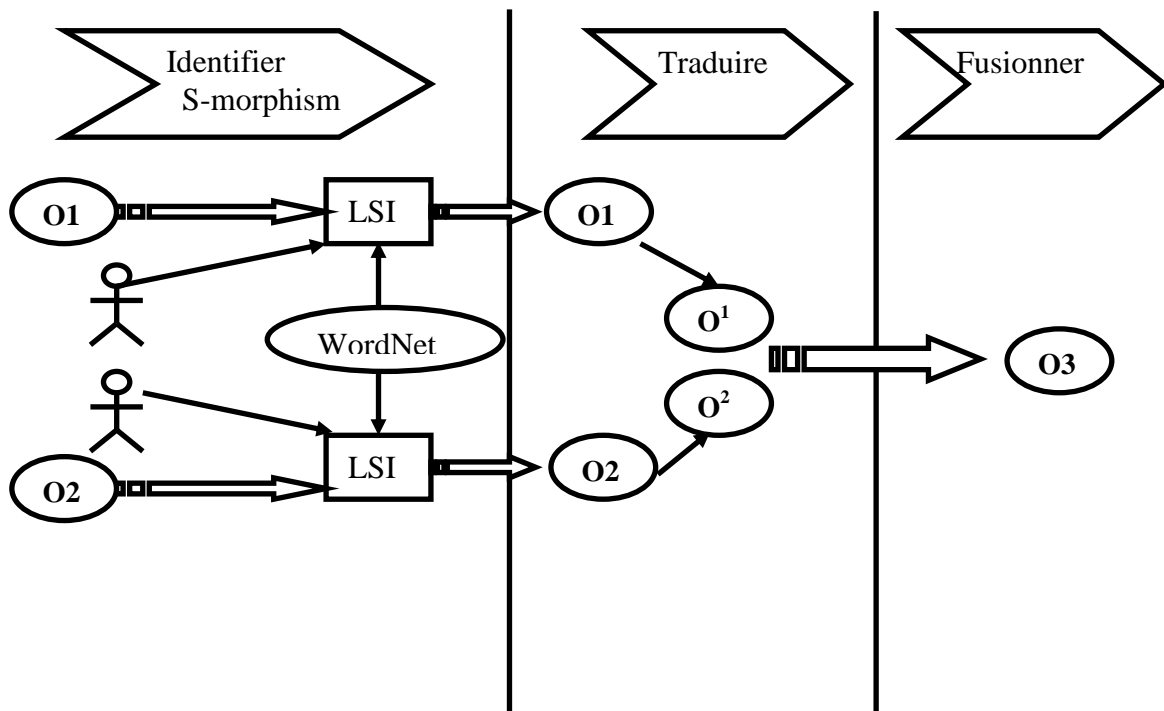 Identifier
S-morphism
Traduire
Fusionner
O1
LSI
O1
O¹
WordNet
O3
O²
O2
LSI
O2